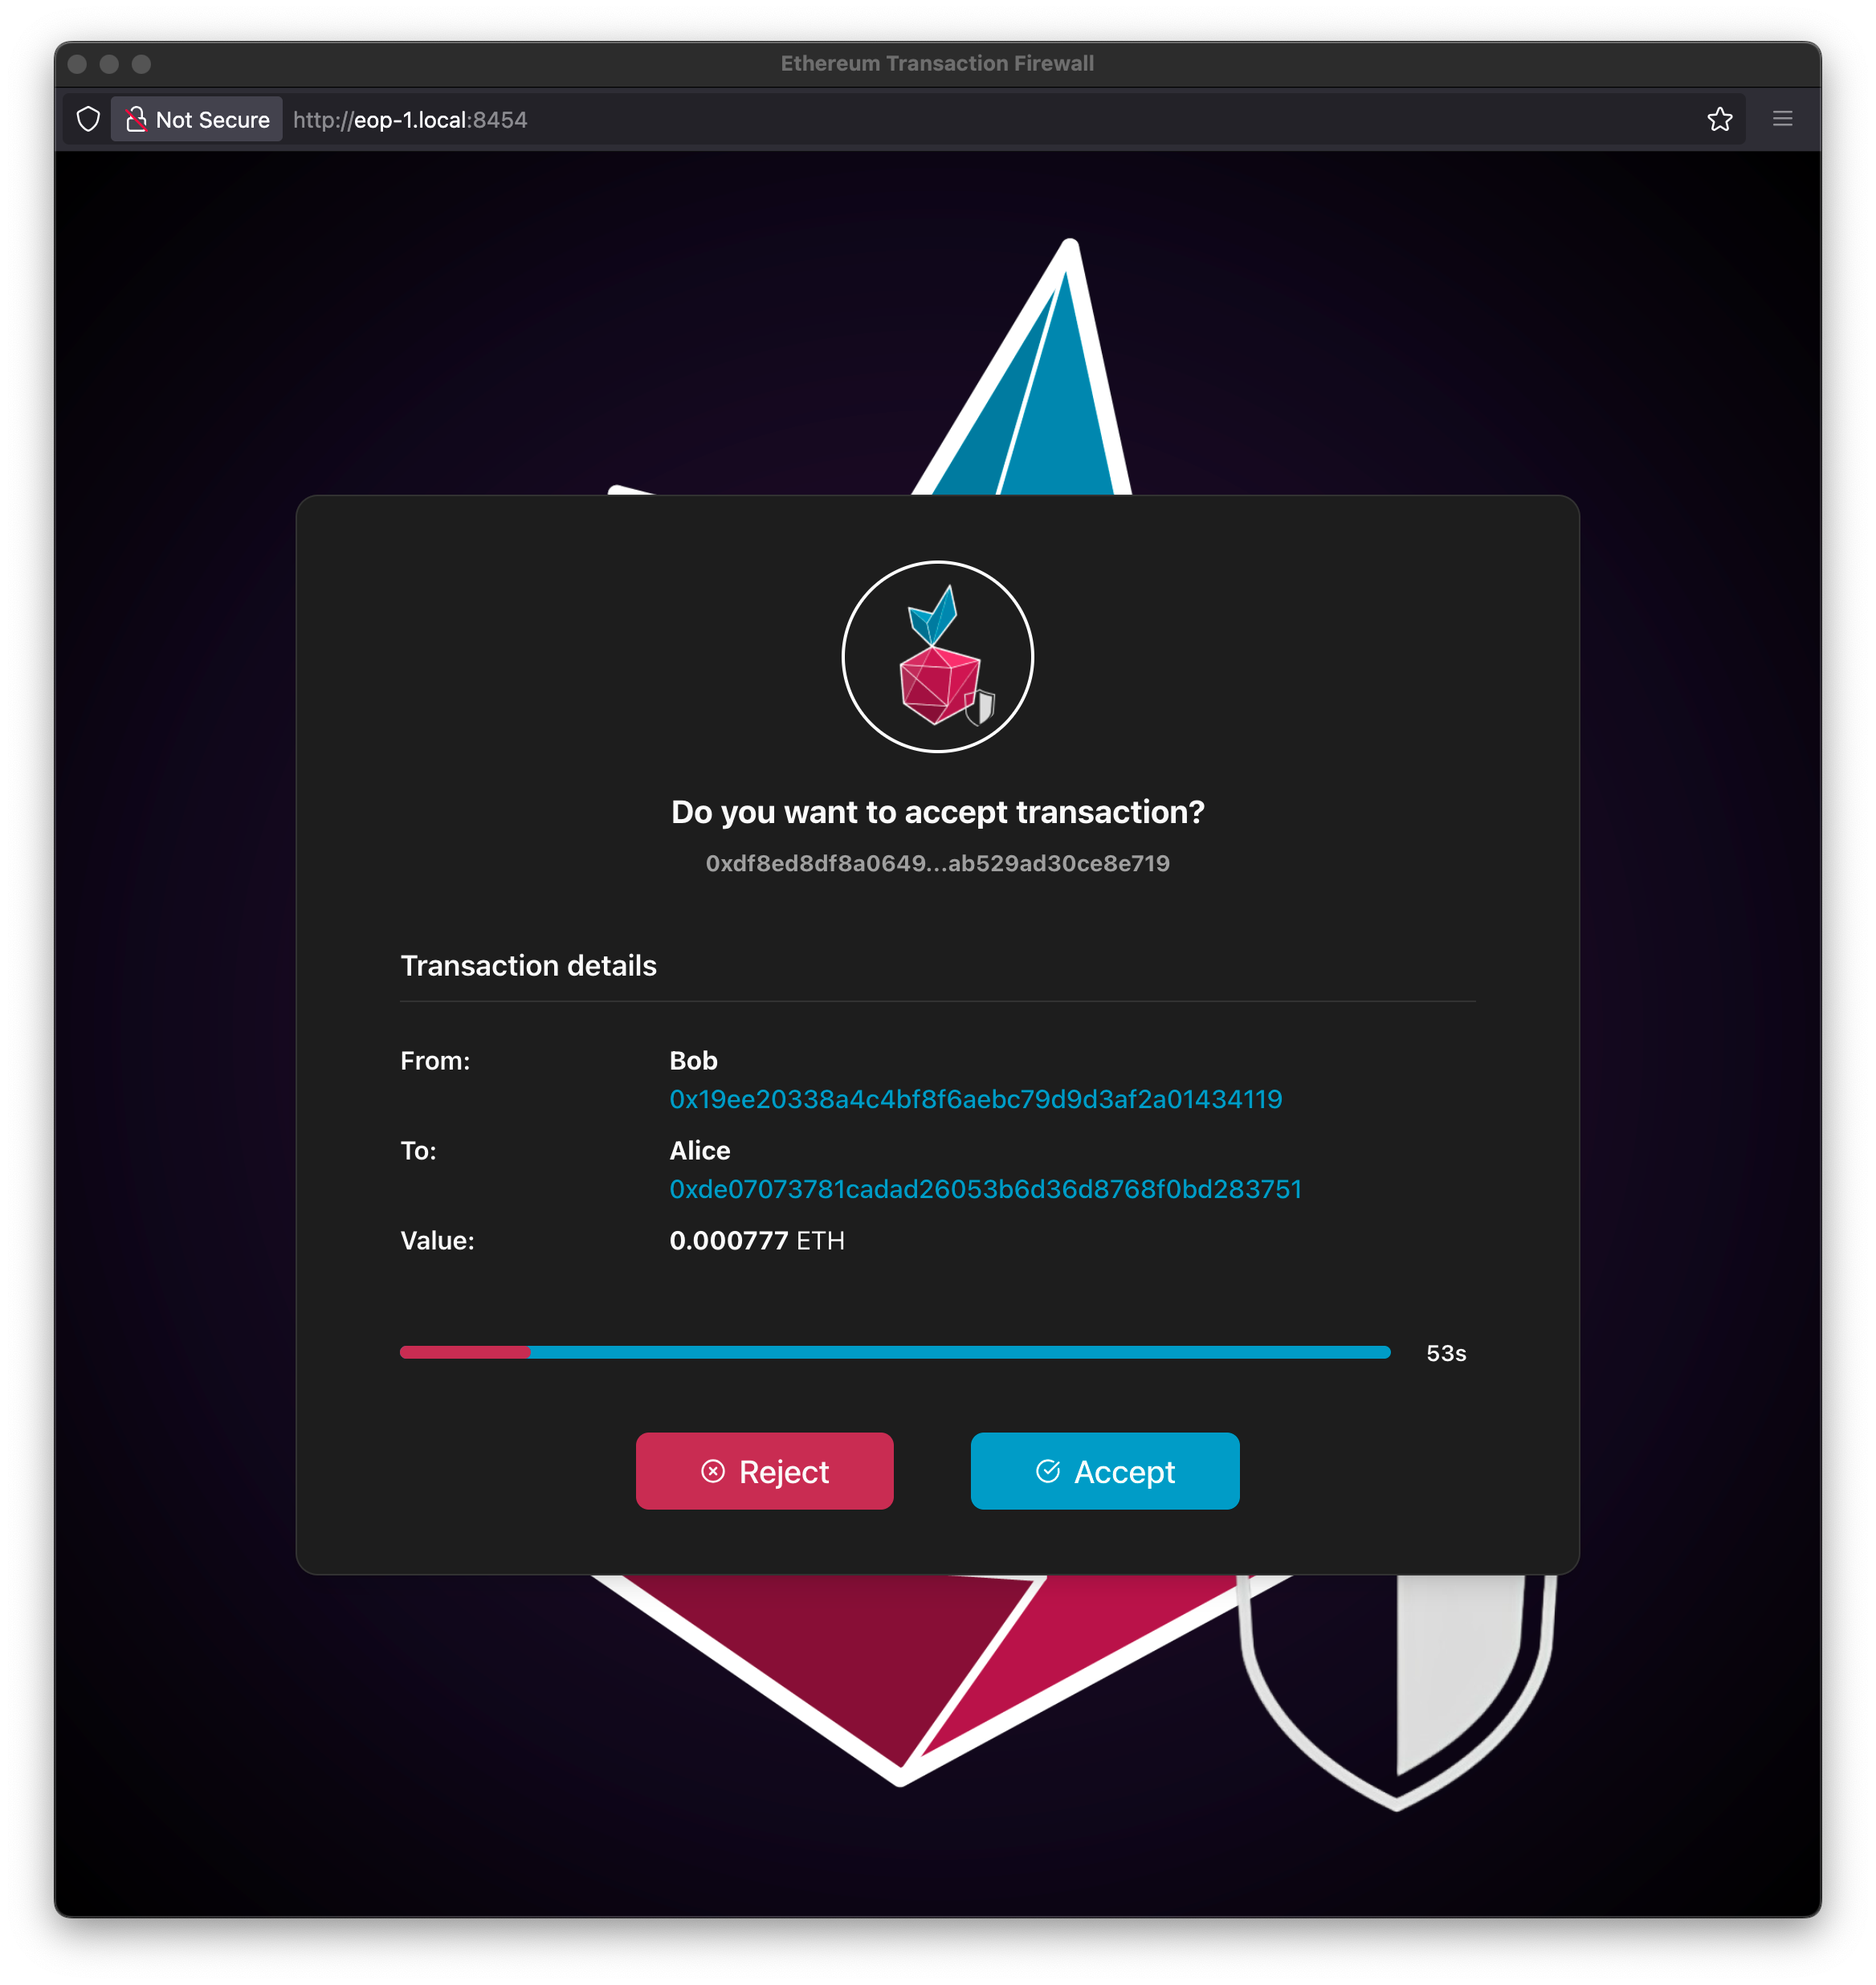 Ethereum Transaction Firewall
Not Secure http://eop-1.local:8454
Do you want to accept transaction?
0xdf8ed8df8a0649...ab529ad30ce8e719
Transaction details
From: Bob
0x19ee20338a4c4bf8f6aebc79d9d3af2a01434119
To: Alice
0xde07073781cadad26053b6d36d8768f0bd283751
Value: 0.000777 ETH
53s
Reject Accept